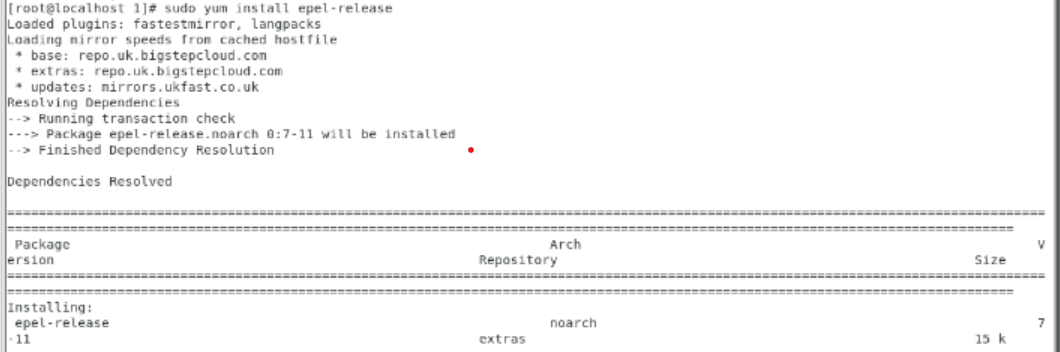 [root@localhost 1]# sudo yum install epel-release
Loaded plugins: fastestmirror, langpacks
Loading mirror speeds from cached hostfile
 * base: repo.uk.bigstepcloud.com
 * extras: repo.uk.bigstepcloud.com
 * updates: mirrors.ukfast.co.uk
Resolving Dependencies
--> Running transaction check
---> Package epel-release.noarch 0:7-11 will be installed
--> Finished Dependency Resolution
Dependencies Resolved
================================================================================
================================================================================
 Package Arch V
ersion Repository Size
================================================================================
================================================================================
Installing:
 epel-release noarch 7
-11 extras 15 k